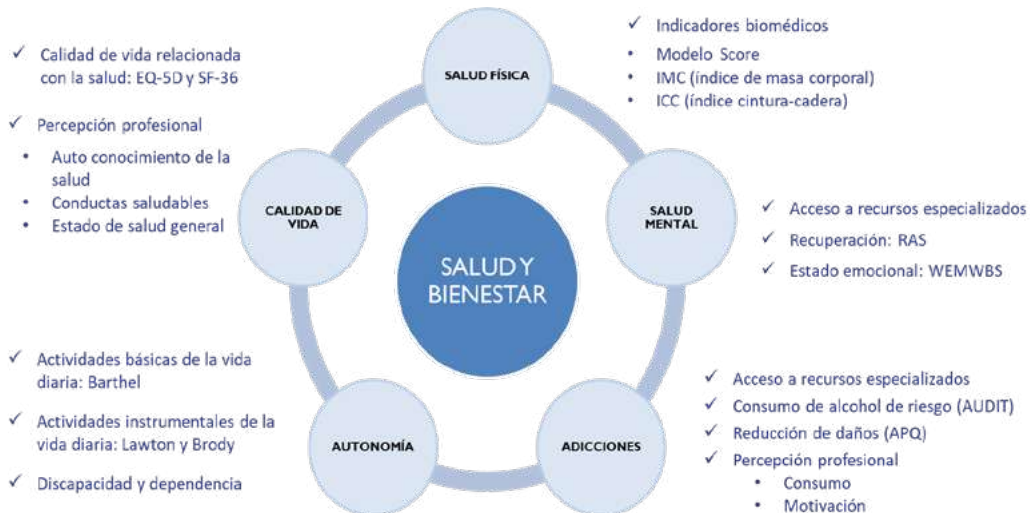 ✓ Calidad de vida relacionada
con la salud: EQ-5D y SF-36
✓ Percepción profesional
• Auto conocimiento de la
salud
• Conductas saludables
• Estado de salud general
SALUD FÍSICA
✓ Indicadores biomédicos
• Modelo Score
• IMC (índice de masa corporal)
• ICC (índice cintura-cadera)
CALIDAD DE
VIDA
SALUD
MENTAL
✓ Acceso a recursos especializados
✓ Recuperación: RAS
✓ Estado emocional: WEMWBS
SALUD Y
BIENESTAR
✓ Actividades básicas de la vida
diaria: Barthel
✓ Actividades instrumentales de la
vida diaria: Lawton y Brody
✓ Discapacidad y dependencia
AUTONOMÍA
ADICCIONES
✓ Acceso a recursos especializados
✓ Consumo de alcohol de riesgo (AUDIT)
✓ Reducción de daños (APQ)
✓ Percepción profesional
• Consumo
• Motivación